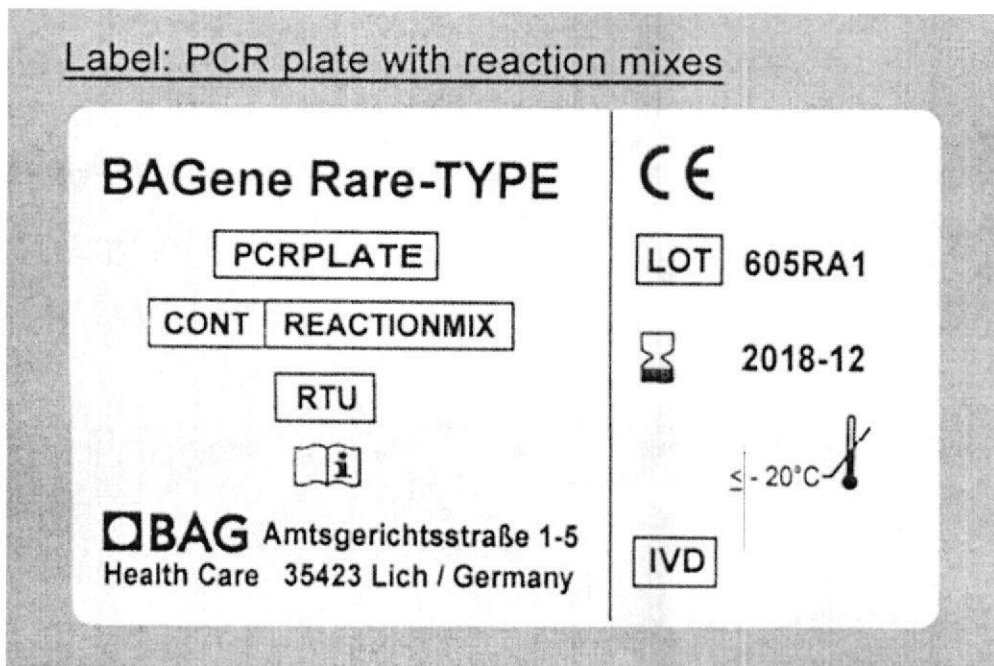 Label: PCR plate with reaction mixes
BAGene Rare-TYPE
PCRPLATE
CONT REACTIONMIX
RTU
i
BAG Amtsgerichtsstraße 1-5
Health Care 35423 Lich / Germany
CE
LOT 605RA1
2018-12
≤ - 20°C
IVD